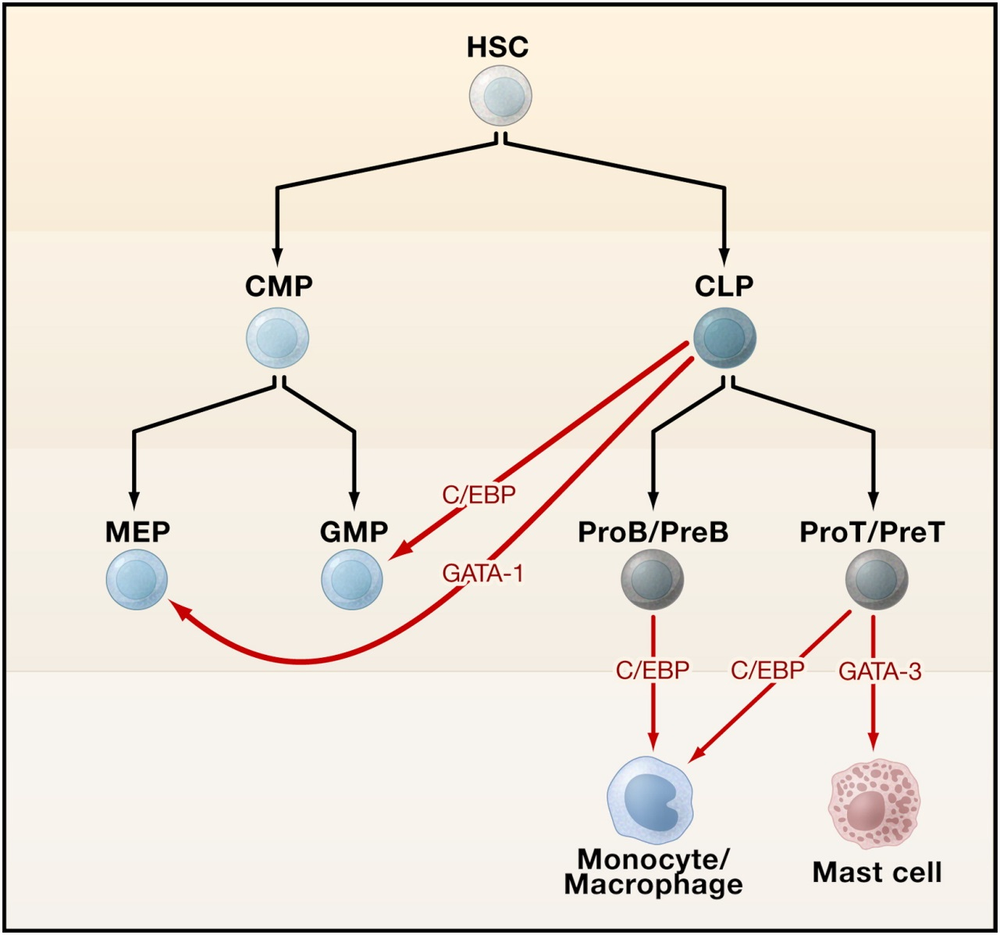 HSC
CMP
CLP
C/EBP
MEP
GMP
ProB/PreB
ProT/PreT
GATA-1
C/EBP
C/EBP
GATA-3
Monocyte/
Macrophage
Mast cell